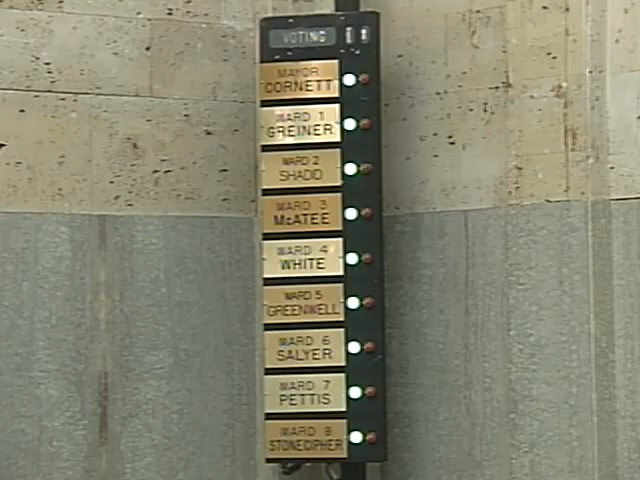 VOTING
MAYOR
CORNETT
WARD 1
GREINER
WARD 2
SHADID
WARD 3
McATEE
WARD 4
WHITE
WARD 5
GREENWELL
WARD 6
SALYER
WARD 7
PETTIS
WARD 8
STONECIPHER